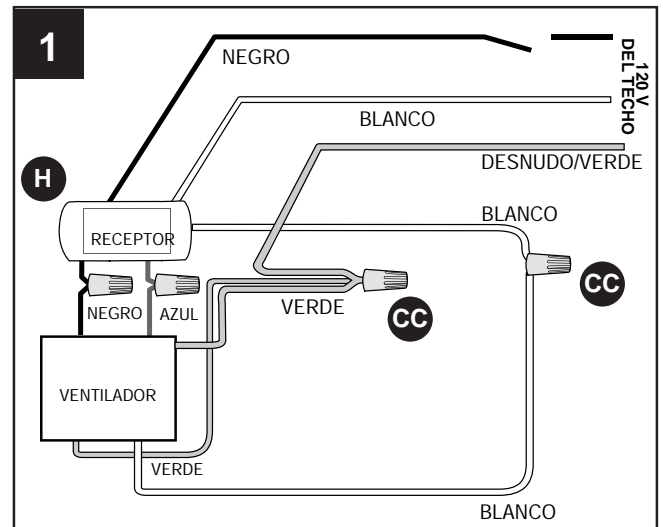 1
NEGRO
120 V
DEL TECHO
BLANCO
DESNUDO/VERDE
H
BLANCO
RECEPTOR
CC
NEGRO
AZUL
VERDE
CC
VENTILADOR
VERDE
BLANCO